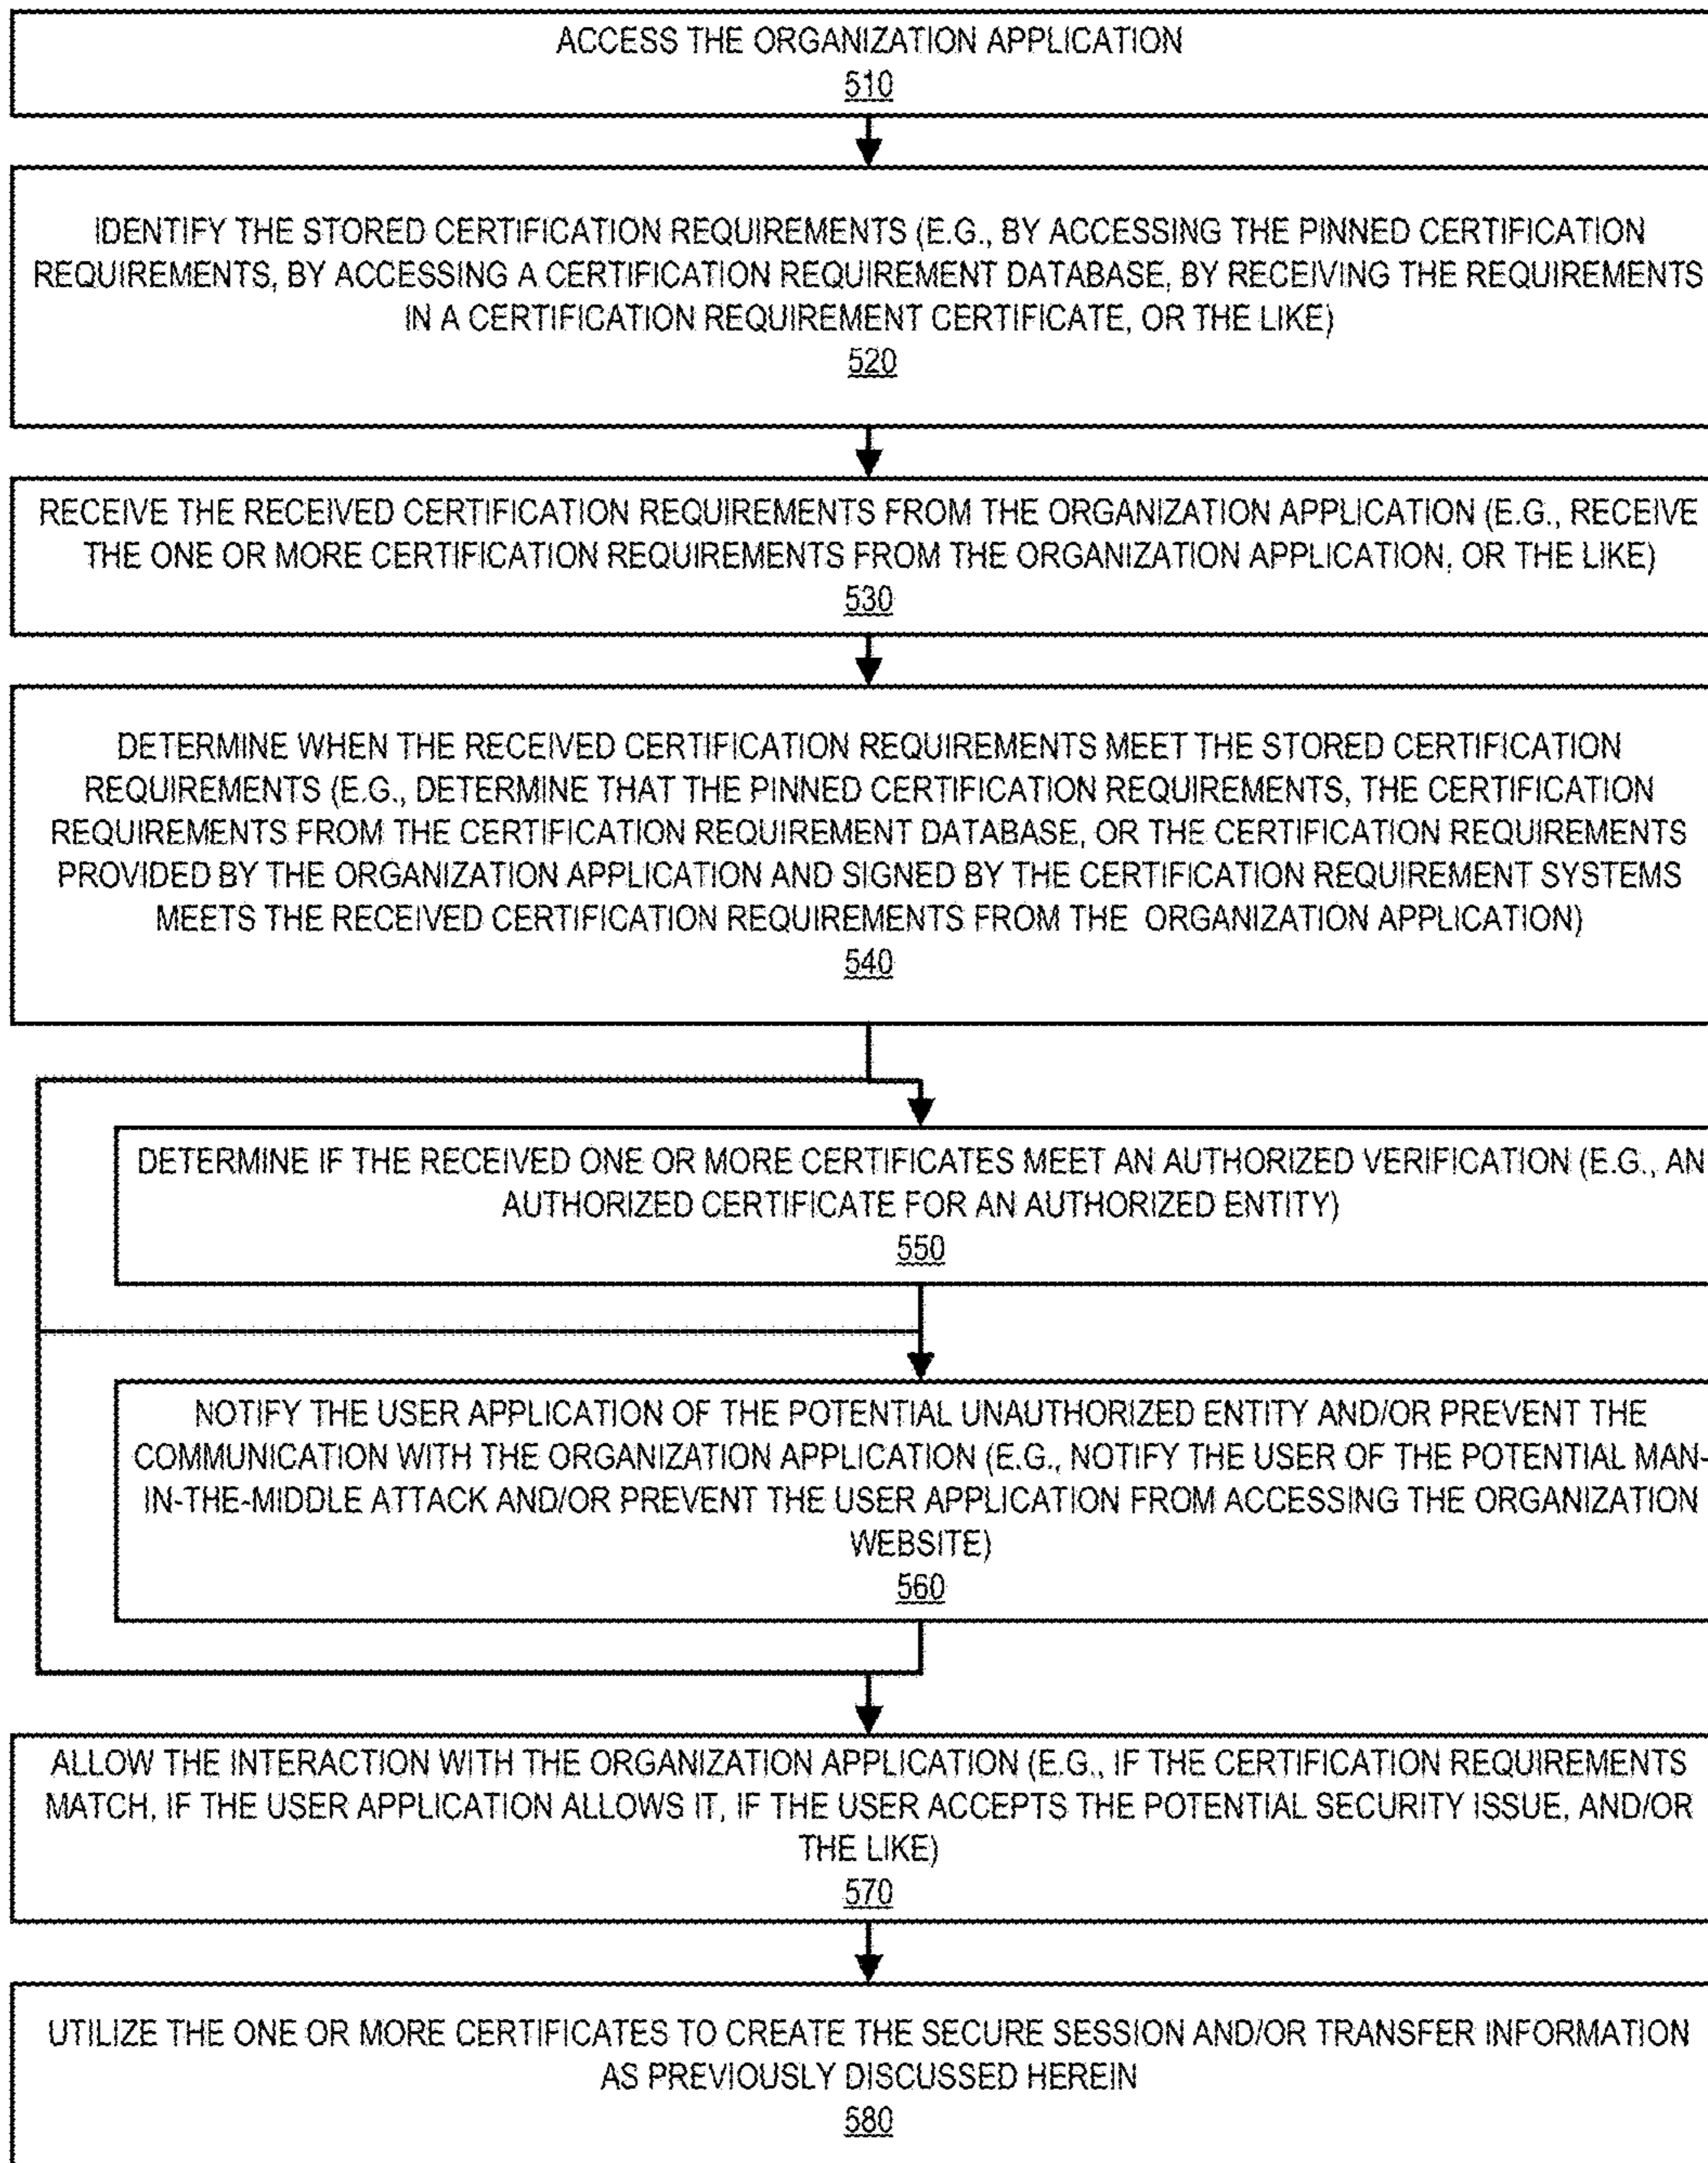 ACCESS THE ORGANIZATION APPLICATION
510
IDENTIFY THE STORED CERTIFICATION REQUIREMENTS (E.G., BY ACCESSING THE PINNED CERTIFICATION
REQUIREMENTS, BY ACCESSING A CERTIFICATION REQUIREMENT DATABASE, BY RECEIVING THE REQUIREMENTS
IN A CERTIFICATION REQUIREMENT CERTIFICATE, OR THE LIKE)
520
RECEIVE THE RECEIVED CERTIFICATION REQUIREMENTS FROM THE ORGANIZATION APPLICATION (E.G., RECEIVE
THE ONE OR MORE CERTIFICATION REQUIREMENTS FROM THE ORGANIZATION APPLICATION, OR THE LIKE)
530
DETERMINE WHEN THE RECEIVED CERTIFICATION REQUIREMENTS MEET THE STORED CERTIFICATION
REQUIREMENTS (E.G., DETERMINE THAT THE PINNED CERTIFICATION REQUIREMENTS, THE CERTIFICATION
REQUIREMENTS FROM THE CERTIFICATION REQUIREMENT DATABASE, OR THE CERTIFICATION REQUIREMENTS
PROVIDED BY THE ORGANIZATION APPLICATION AND SIGNED BY THE CERTIFICATION REQUIREMENT SYSTEMS
MEETS THE RECEIVED CERTIFICATION REQUIREMENTS FROM THE ORGANIZATION APPLICATION)
540
DETERMINE IF THE RECEIVED ONE OR MORE CERTIFICATES MEET AN AUTHORIZED VERIFICATION (E.G., AN
AUTHORIZED CERTIFICATE FOR AN AUTHORIZED ENTITY)
550
NOTIFY THE USER APPLICATION OF THE POTENTIAL UNAUTHORIZED ENTITY AND/OR PREVENT THE
COMMUNICATION WITH THE ORGANIZATION APPLICATION (E.G., NOTIFY THE USER OF THE POTENTIAL MAN-
IN-THE-MIDDLE ATTACK AND/OR PREVENT THE USER APPLICATION FROM ACCESSING THE ORGANIZATION
WEBSITE)
560
ALLOW THE INTERACTION WITH THE ORGANIZATION APPLICATION (E.G., IF THE CERTIFICATION REQUIREMENTS
MATCH, IF THE USER APPLICATION ALLOWS IT, IF THE USER ACCEPTS THE POTENTIAL SECURITY ISSUE, AND/OR
THE LIKE)
570
UTILIZE THE ONE OR MORE CERTIFICATES TO CREATE THE SECURE SESSION AND/OR TRANSFER INFORMATION
AS PREVIOUSLY DISCUSSED HEREIN
580